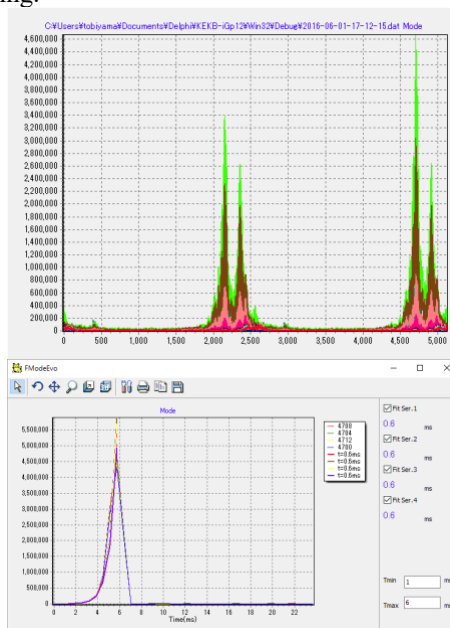 ng.
C:¥Users¥tobiyama¥Documents¥Delphi¥KEKB-iGp12¥Win32¥Debug¥2016-06-01-17-12-15.dat Mode
4,600,000
4,400,000
4,200,000
4,000,000
3,800,000
3,600,000
3,400,000
3,200,000
3,000,000
2,800,000
2,600,000
2,400,000
2,200,000
2,000,000
1,800,000
1,600,000
1,400,000
1,200,000
1,000,000
800,000
600,000
400,000
200,000
0
0 500 1,000 1,500 2,000 2,500 3,000 3,500 4,000 4,500 5,000
FModeEvo
Mode
5,500,000
5,000,000
4,500,000
4,000,000
3,500,000
3,000,000
2,500,000
2,000,000
1,500,000
1,000,000
500,000
0
0 2 4 6 8 10 12 14 16 18 20 22
Time(ms)
4704
4712
t=0.6ms
t=0.6ms
t=0.6ms
t=0.6ms
Fit Ser.1
0.6 ms
Fit Ser.2
0.6 ms
Fit Ser.3
0.6 ms
Fit Ser.4
0.6 ms
Tmin 1
Tmax 6